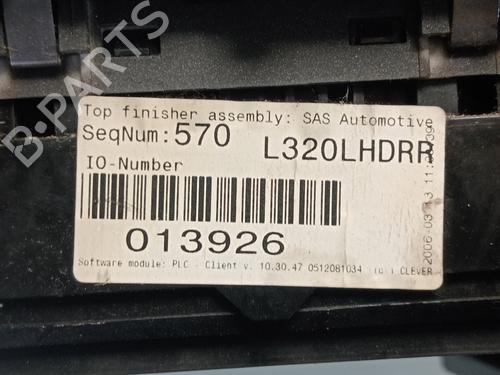 Top finisher assembly: SAS Automotive
SeqNum: 570 L320LHDRR
IO-Number
013926
Software module: PLC - Client v. 10.30.47 0512081034 CLEVER
B-PARTS